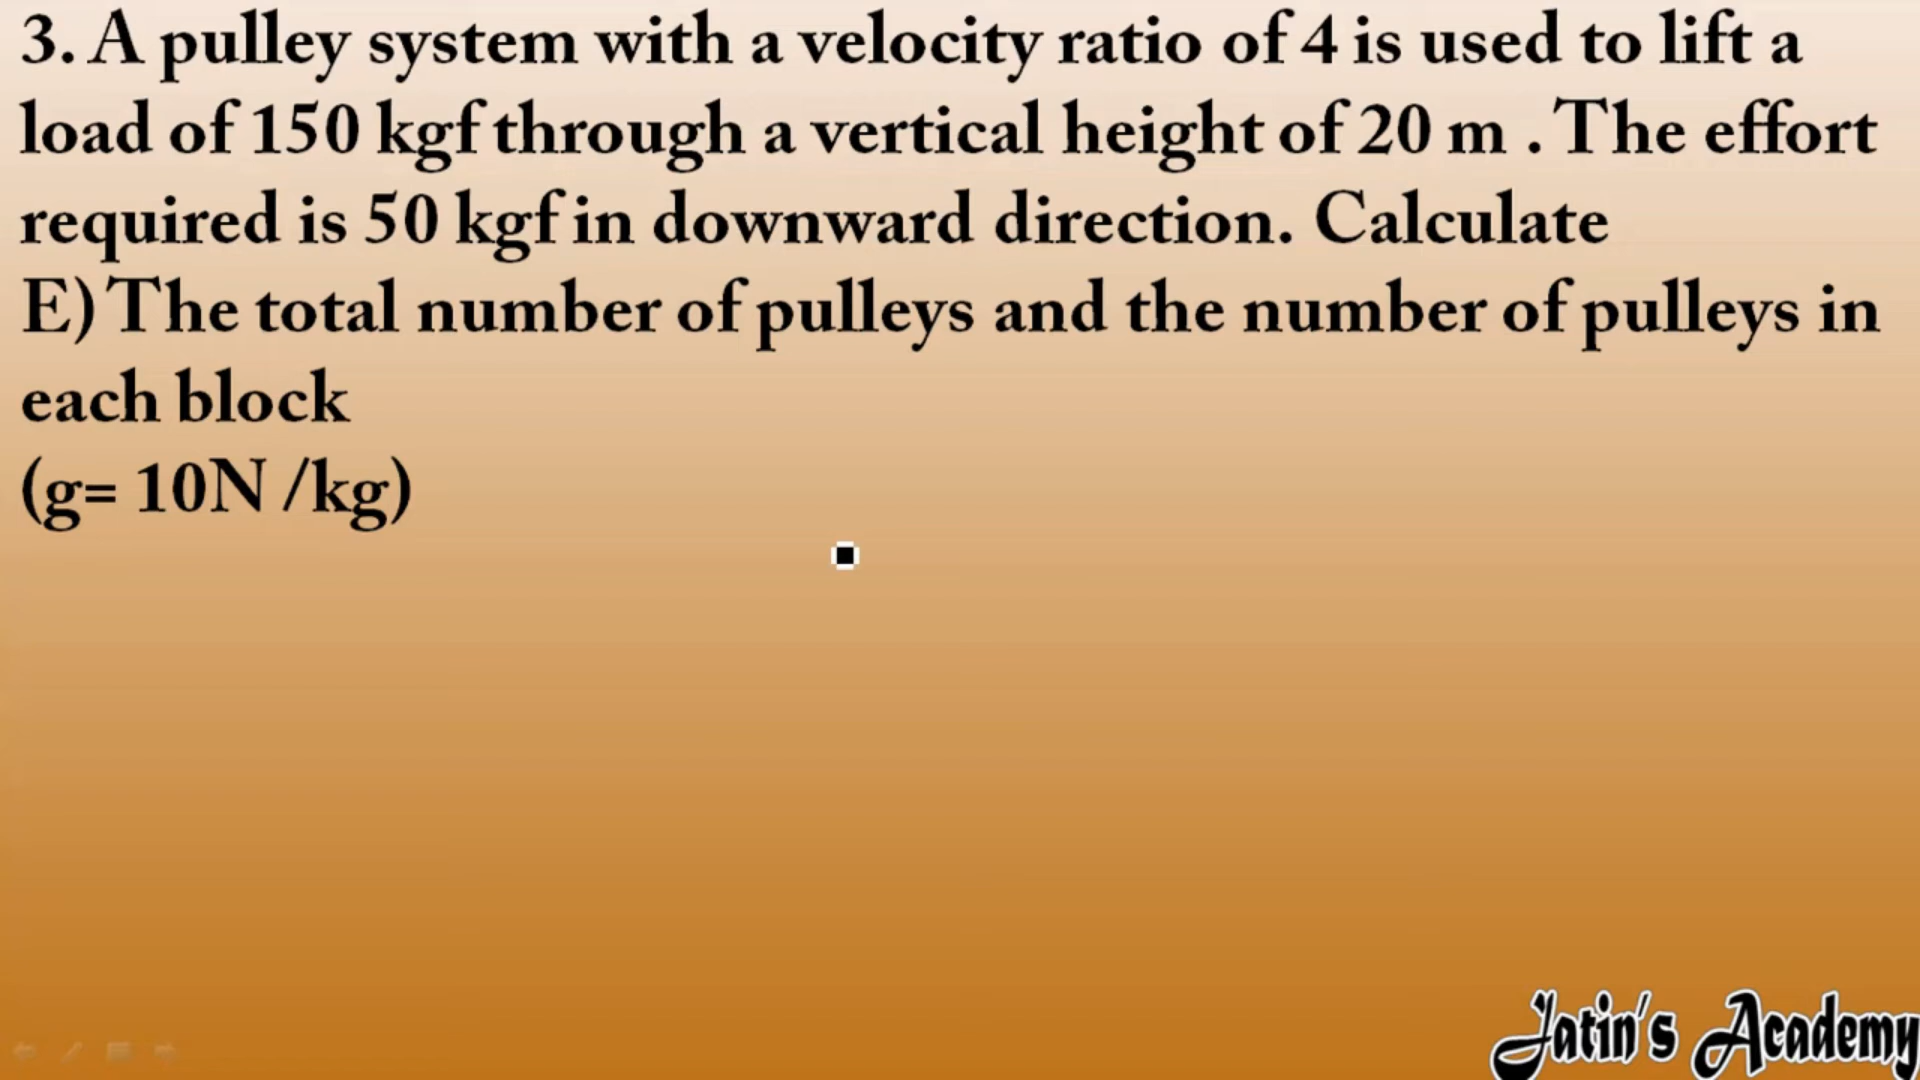 3. A pulley system with a velocity ratio of 4 is used to lift a
load of 150 kgf through a vertical height of 20 m . The effort
required is 50 kgf in downward direction. Calculate
E) The total number of pulleys and the number of pulleys in
each block
(g= 10N /kg)
Jatin's Academy